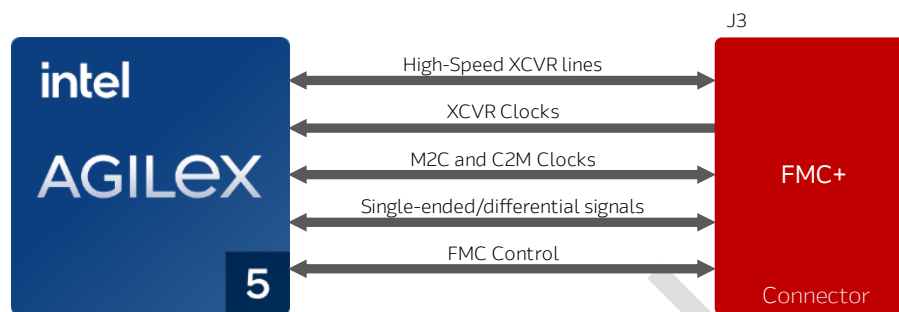 J3
intel
AGILEX
5
High-Speed XCVR lines
XCVR Clocks
M2C and C2M Clocks
Single-ended/differential signals
FMC Control
FMC+
Connector